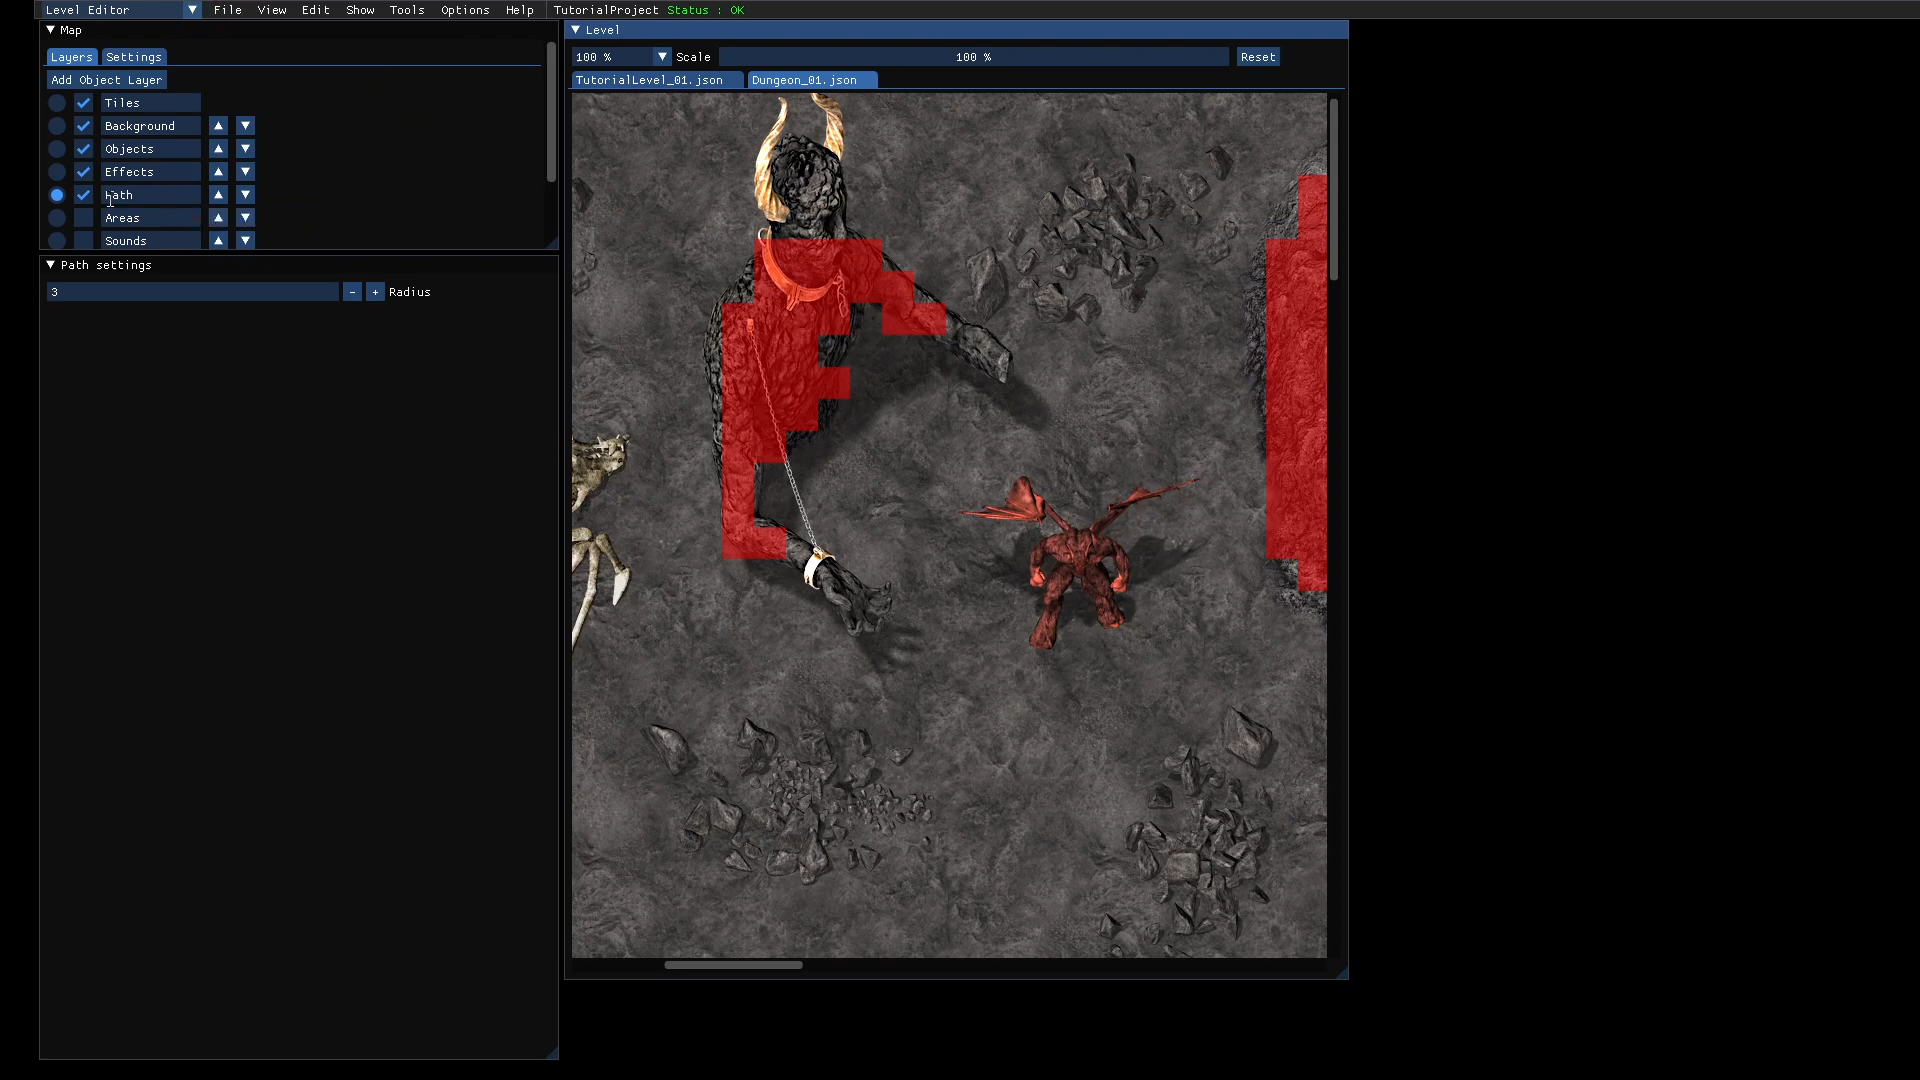 Level Editor File View Edit Show Tools Options Help TutorialProject Status : OK
Map
Layers Settings
Add Object Layer
Tiles
Background
Objects
Effects
Path
Areas
Sounds
Path settings
3 - + Radius
Level
100 % Scale 100 % Reset
TutorialLevel_01.json Dungeon_01.json